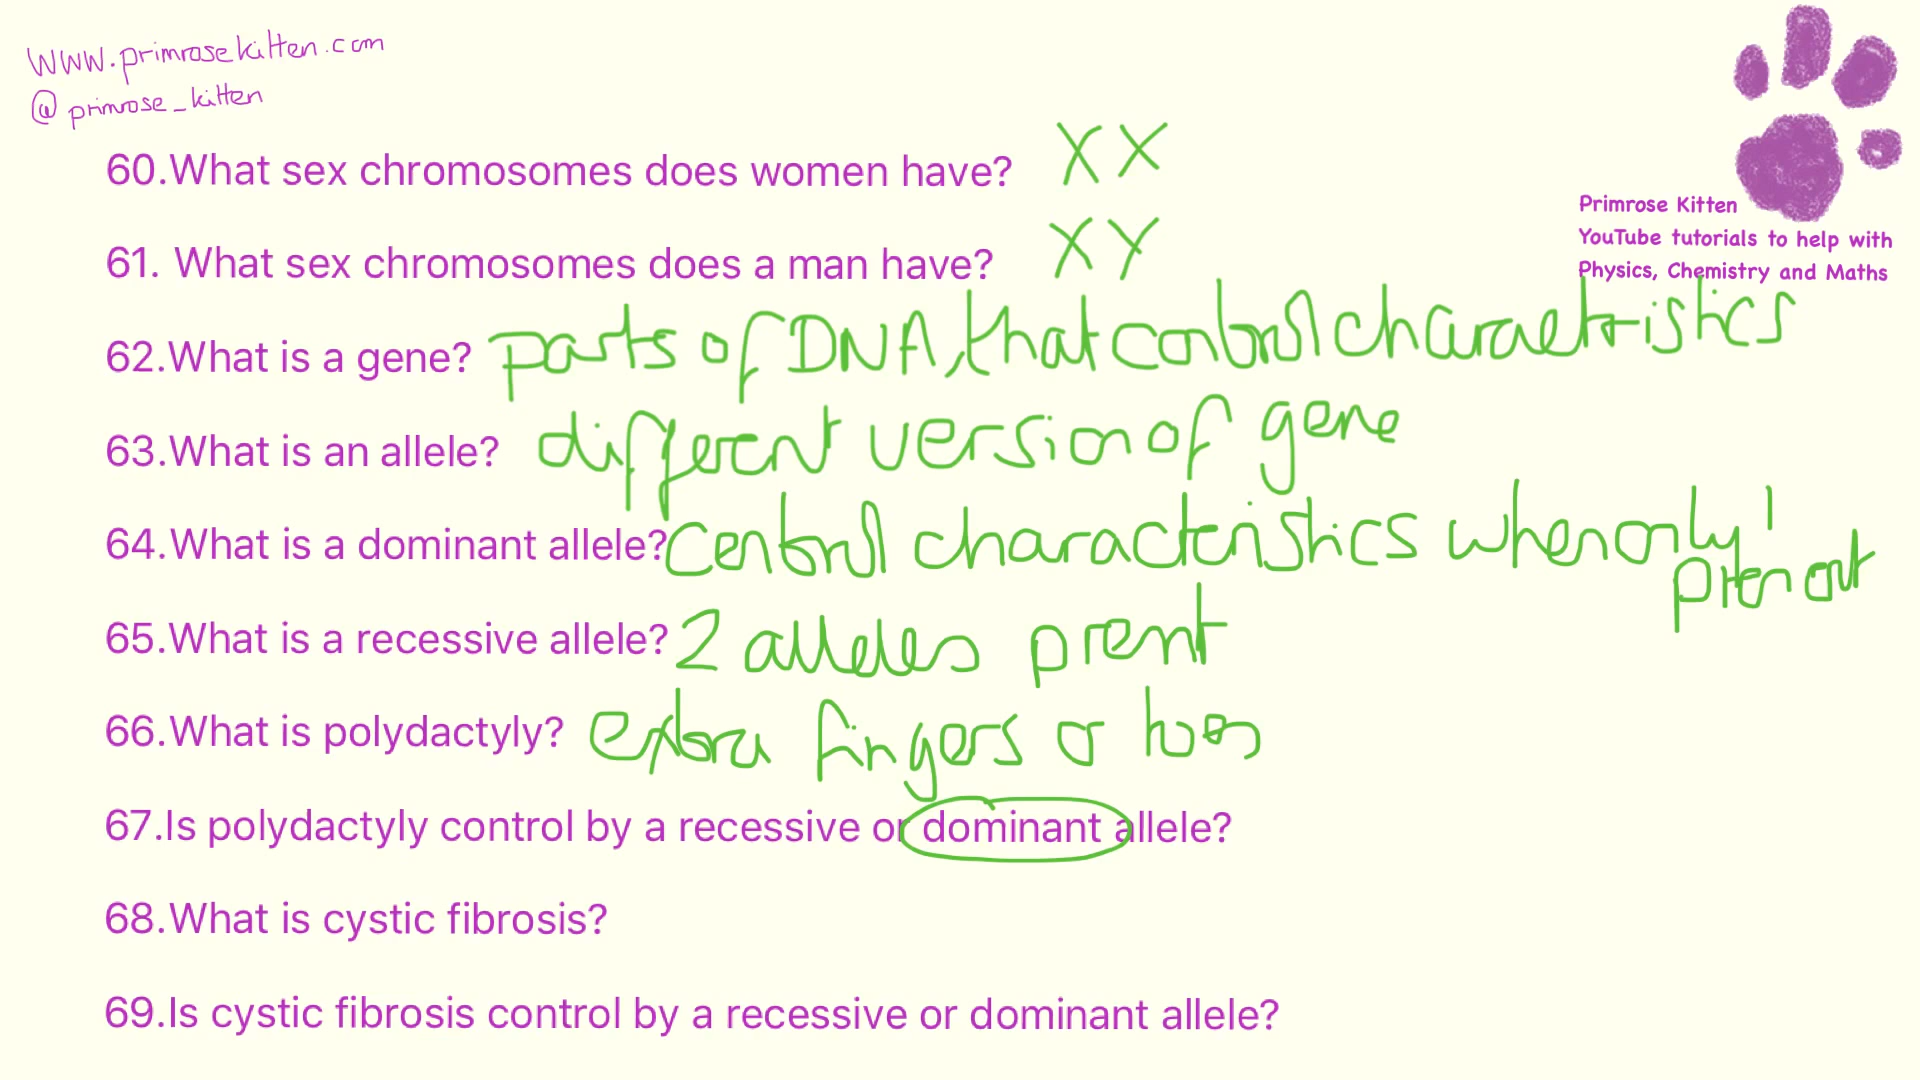 www.primrosekitten.com
@primrose_kitten
60.What sex chromosomes does women have? XX
61. What sex chromosomes does a man have? XY
Primrose Kitten
YouTube tutorials to help with
Physics, Chemistry and Maths
62.What is a gene? parts of DNA, that control characteristics
63.What is an allele? different version of gene
64.What is a dominant allele? control characteristics when only 1
present
65.What is a recessive allele? 2 alleles present
66.What is polydactyly? extra fingers or toes
67.Is polydactyly control by a recessive or dominant allele?
68.What is cystic fibrosis?
69.Is cystic fibrosis control by a recessive or dominant allele?